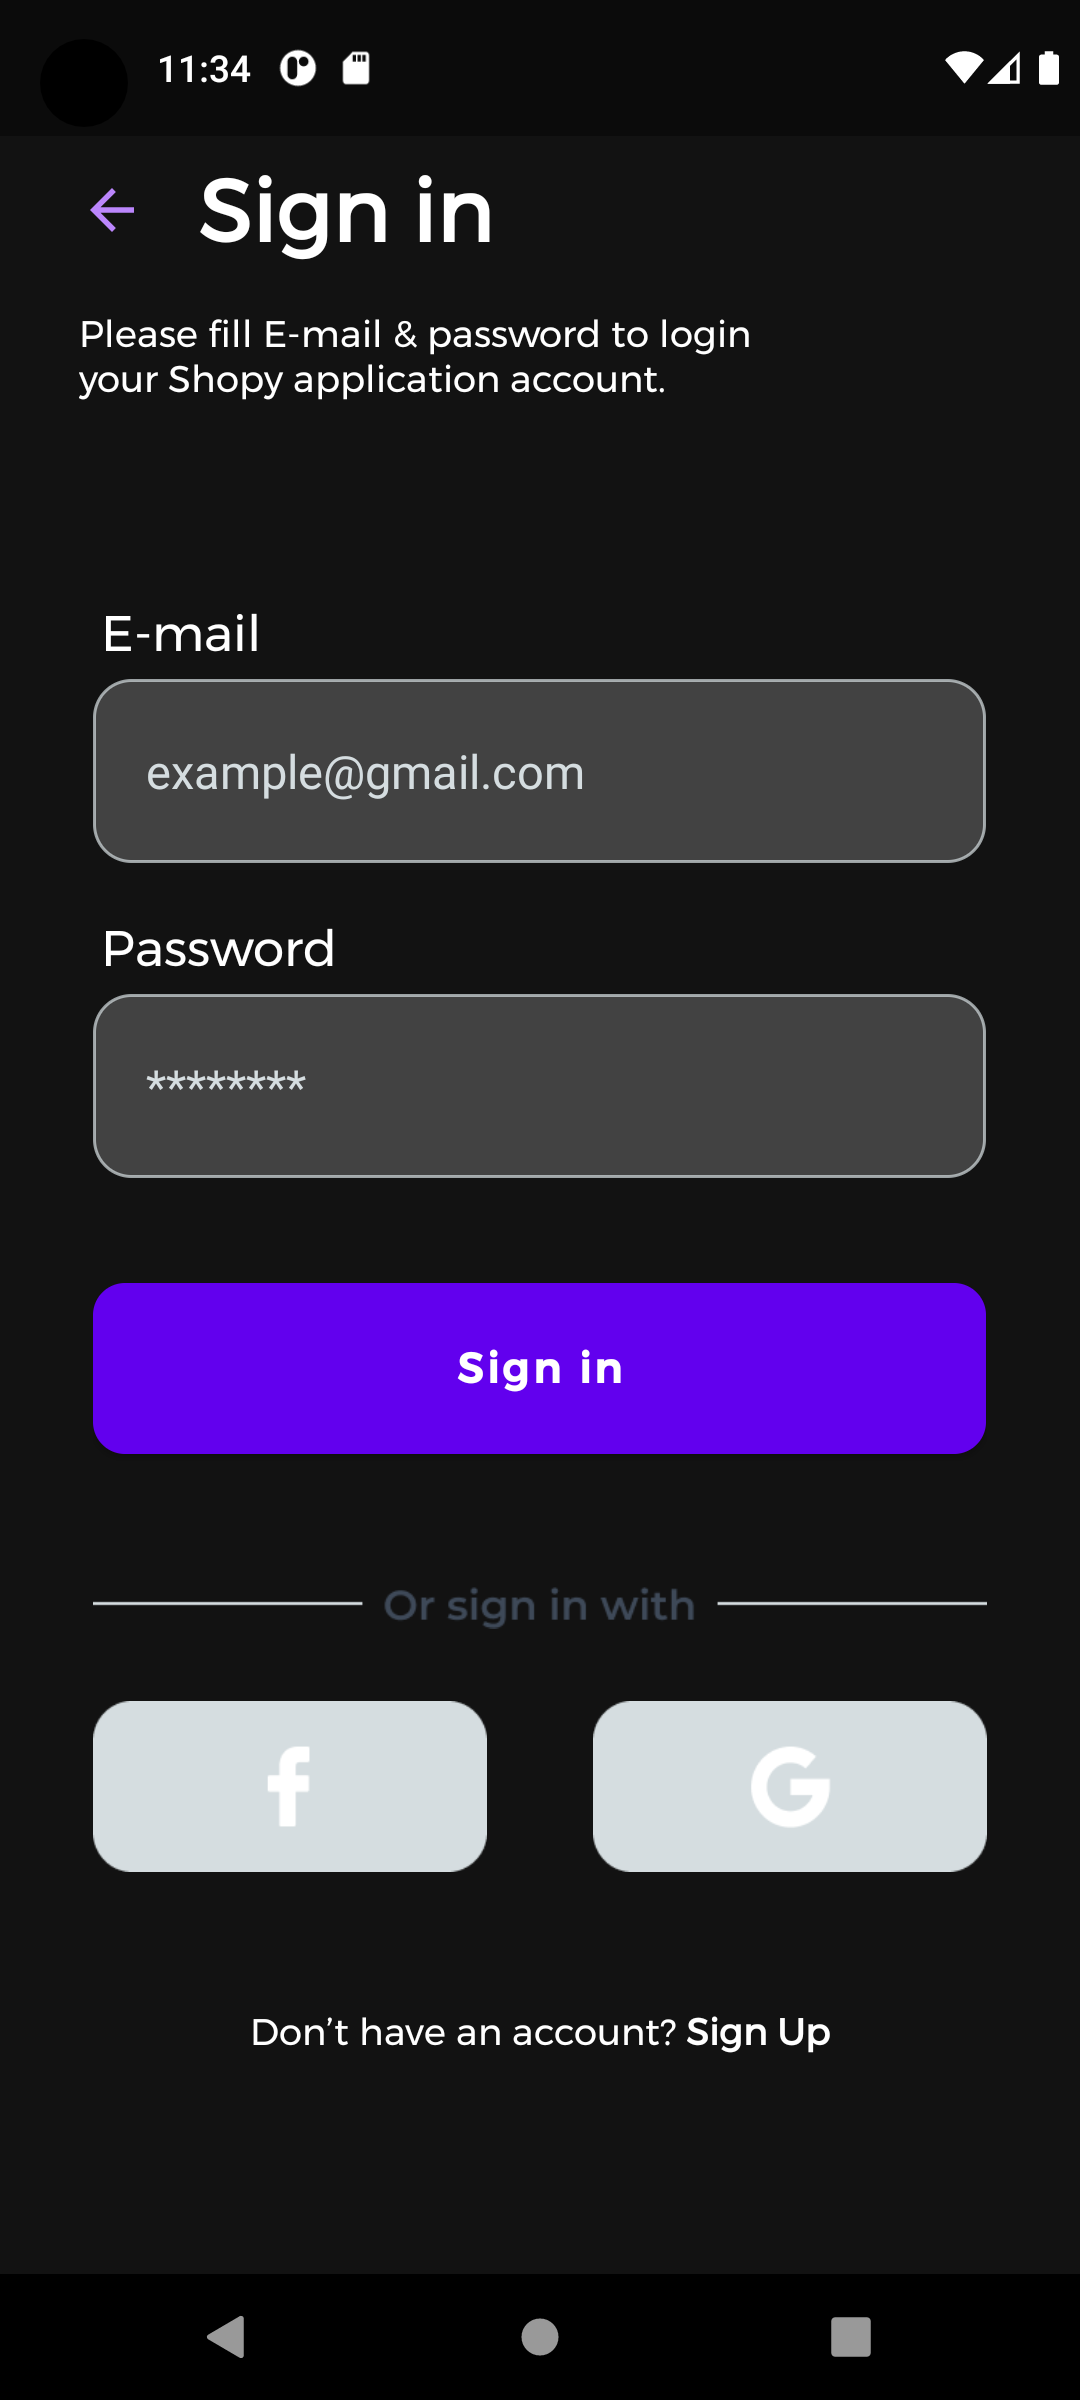 11:34
Sign in
Please fill E-mail & password to login
your Shopy application account.
E-mail
example@gmail.com
Password
********
Sign in
Or sign in with
Don’t have an account? Sign Up